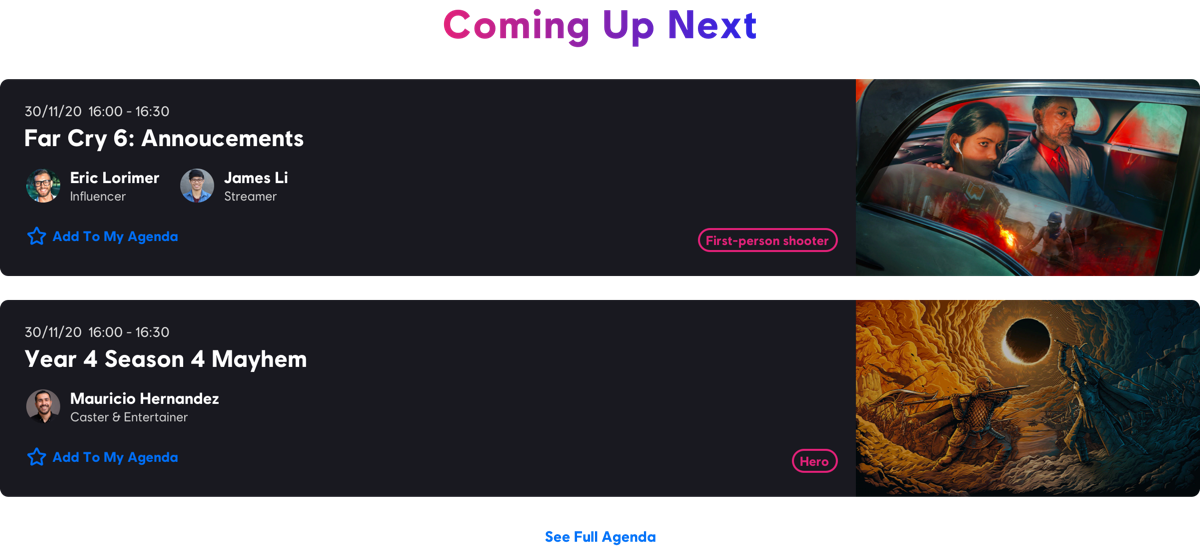 Coming Up Next
30/11/20 16:00 - 16:30
Far Cry 6: Annoucements
Eric Lorimer
Influencer
James Li
Streamer
Add To My Agenda
First-person shooter
30/11/20 16:00 - 16:30
Year 4 Season 4 Mayhem
Mauricio Hernandez
Caster & Entertainer
Add To My Agenda
Hero
See Full Agenda